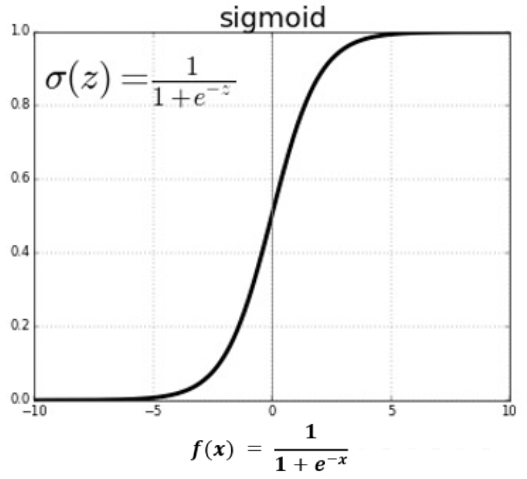 sigmoid
1.0
σ(z) = 1/(1+e^{-z})
0.8
0.6
0.4
0.2
0.0
−10 −5 0 5 10
f(x) = 1/(1 + e^{-x})